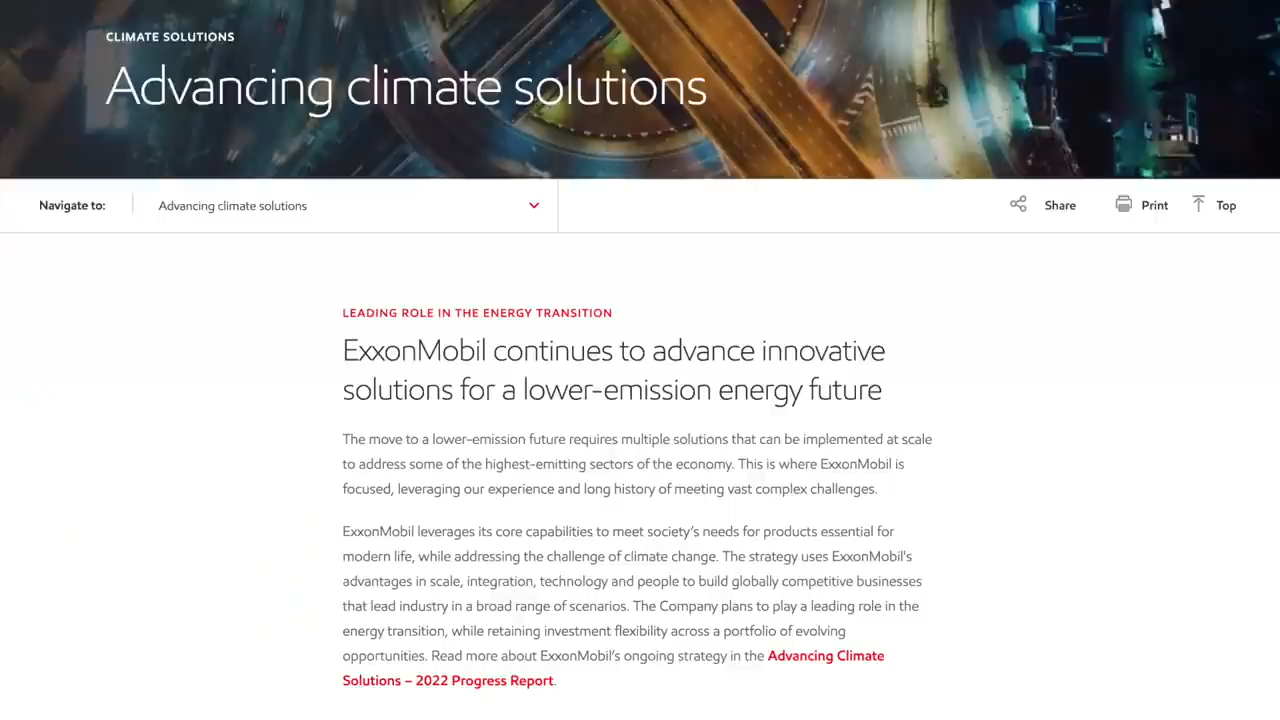 CLIMATE SOLUTIONS
Advancing climate solutions
Navigate to:
Advancing climate solutions
Share
Print
Top
LEADING ROLE IN THE ENERGY TRANSITION
ExxonMobil continues to advance innovative
solutions for a lower-emission energy future
The move to a lower-emission future requires multiple solutions that can be implemented at scale
to address some of the highest-emitting sectors of the economy. This is where ExxonMobil is
focused, leveraging our experience and long history of meeting vast complex challenges.
ExxonMobil leverages its core capabilities to meet society's needs for products essential for
modern life, while addressing the challenge of climate change. The strategy uses ExxonMobil's
advantages in scale, integration, technology and people to build globally competitive businesses
that lead industry in a broad range of scenarios. The Company plans to play a leading role in the
energy transition, while retaining investment flexibility across a portfolio of evolving
opportunities. Read more about ExxonMobil's ongoing strategy in the Advancing Climate
Solutions – 2022 Progress Report.